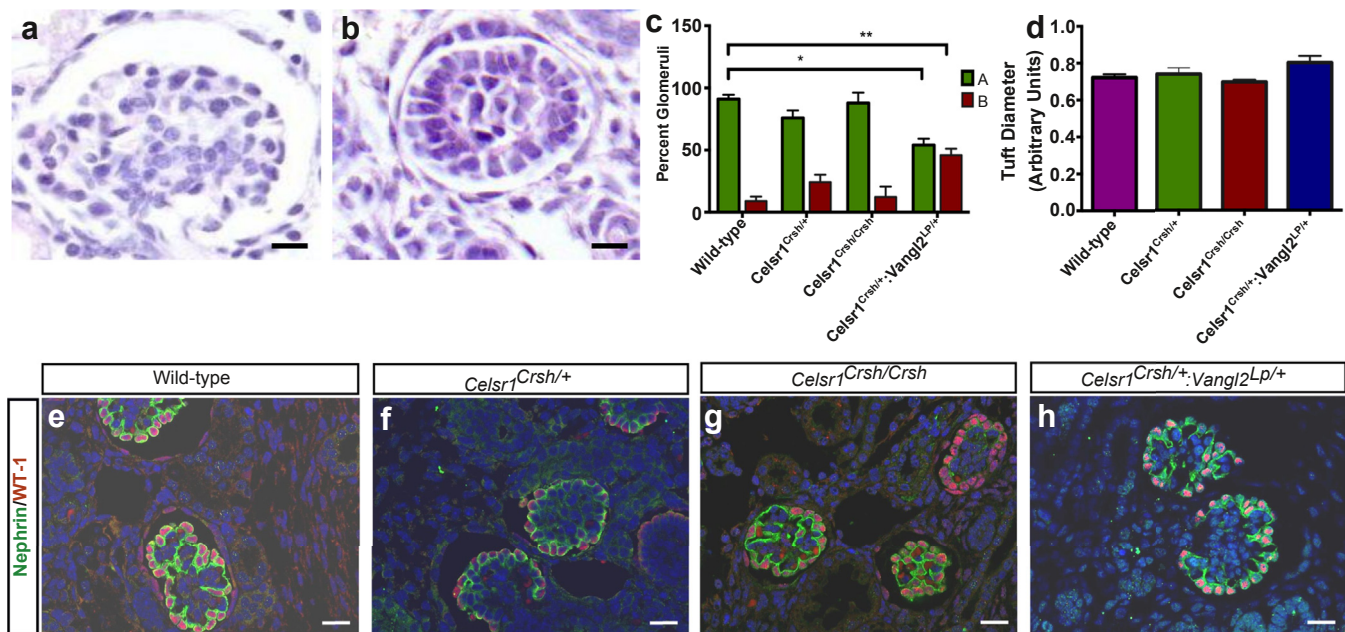 a
b
c
Percent Glomeruli
150
100
50
0
**
*
A
B
Wild-type
Celsr1Crsh/+
Celsr1Crsh/Crsh
Celsr1Crsh/+:Vangl2LP/+
d
Tuft Diameter
(Arbitrary Units)
1.0
0.8
0.6
0.4
0.2
0.0
Wild-type
Celsr1Crsh/+
Celsr1Crsh/Crsh
Celsr1Crsh/+:Vangl2LP/+
Nephrin/WT-1
Wild-type
e
Celsr1Crsh/+
f
Celsr1Crsh/Crsh
g
Celsr1Crsh/+:Vangl2Lp/+
h